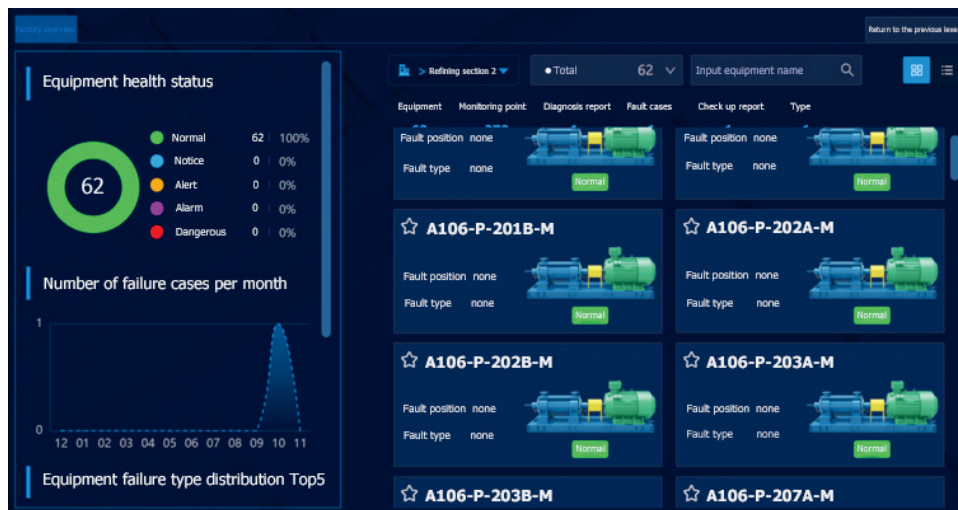 Factory overview
Return to the previous leve
Equipment health status
Normal 62 100%
Notice 0 0%
62
Alert 0 0%
Alarm 0 0%
Dangerous 0 0%
Number of failure cases per month
1
0
12 01 02 03 04 05 06 07 08 09 10 11
Equipment failure type distribution Top5
> Refining section 2
Total 62
Input equipment name
Equipment Monitoring point Diagnosis report Fault cases Check up report Type
Fault position none
Fault type none
Normal
Fault position none
Fault type none
Normal
A106-P-201B-M
Fault position none
Fault type none
Normal
A106-P-202A-M
Fault position none
Fault type none
Normal
A106-P-202B-M
Fault position none
Fault type none
Normal
A106-P-203A-M
Fault position none
Fault type none
Normal
A106-P-203B-M
A106-P-207A-M